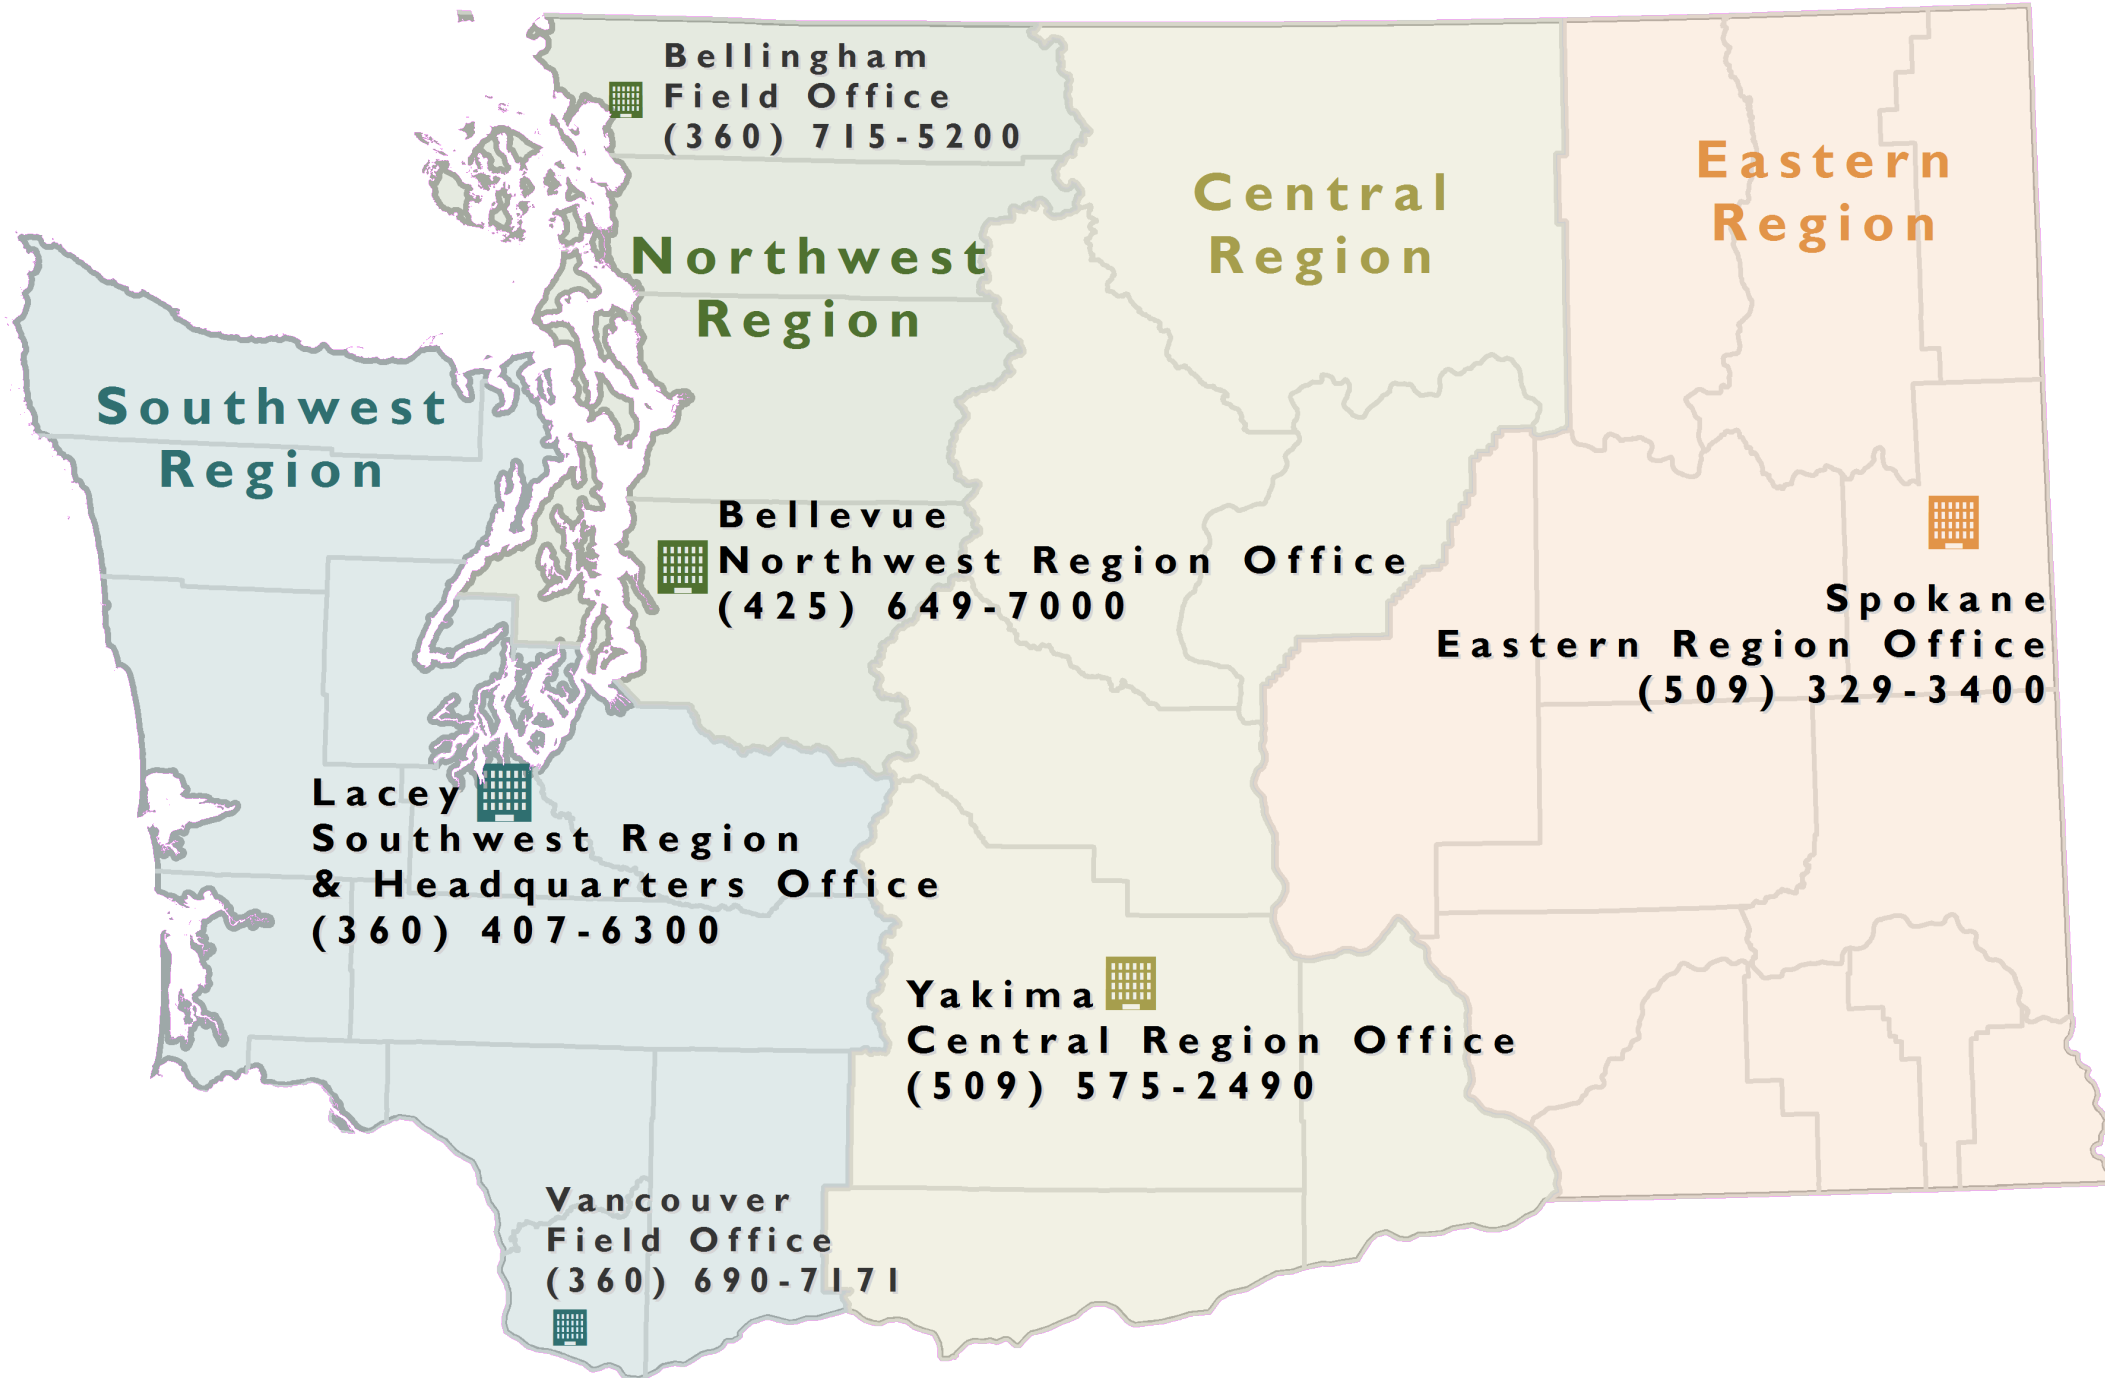 Bellingham
Field Office
(360) 715-5200
Eastern
Region
Central
Region
Northwest
Region
Southwest
Region
Bellevue
Northwest Region Office
(425) 649-7000
Spokane
Eastern Region Office
(509) 329-3400
Lacey
Southwest Region
& Headquarters Office
(360) 407-6300
Yakima
Central Region Office
(509) 575-2490
Vancouver
Field Office
(360) 690-7171